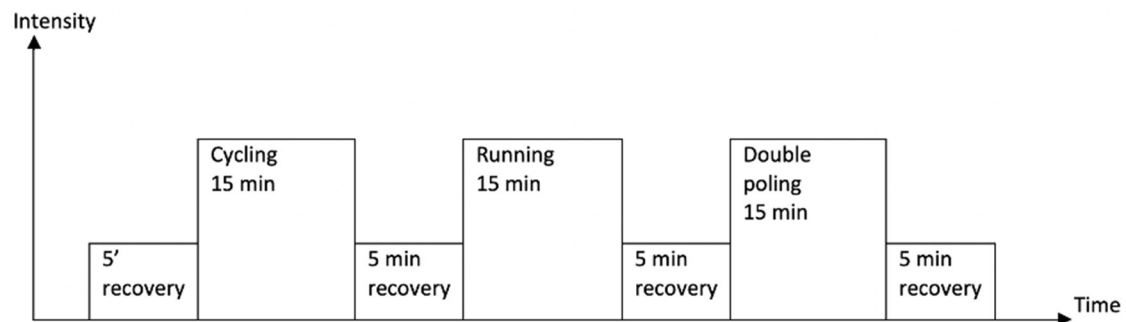 Intensity
Cycling
15 min
Running
15 min
Double
poling
15 min
5’
recovery
5 min
recovery
5 min
recovery
5 min
recovery
Time